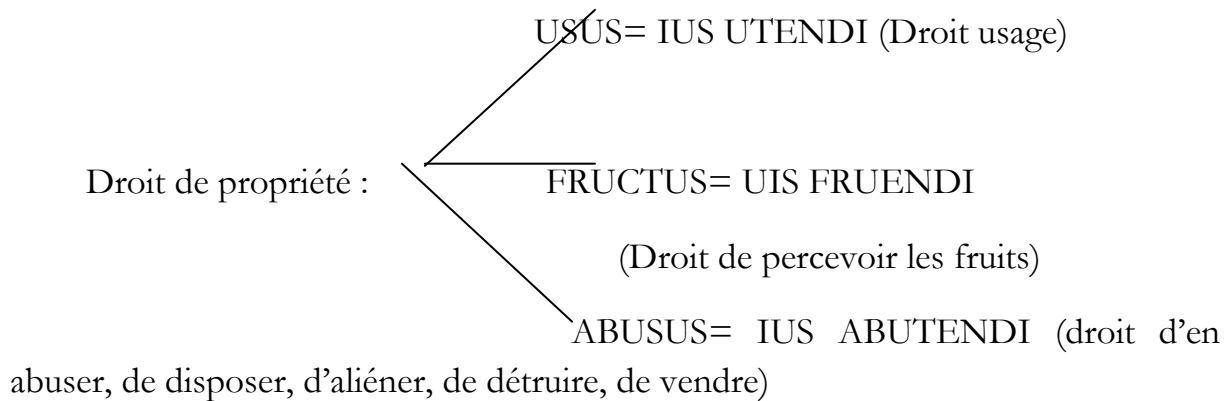 USUS= IUS UTENDI (Droit usage)
Droit de propriété : FRUCTUS= UIS FRUENDI
(Droit de percevoir les fruits)
ABUSUS= IUS ABUTENDI (droit d'en
abuser, de disposer, d'aliéner, de détruire, de vendre)